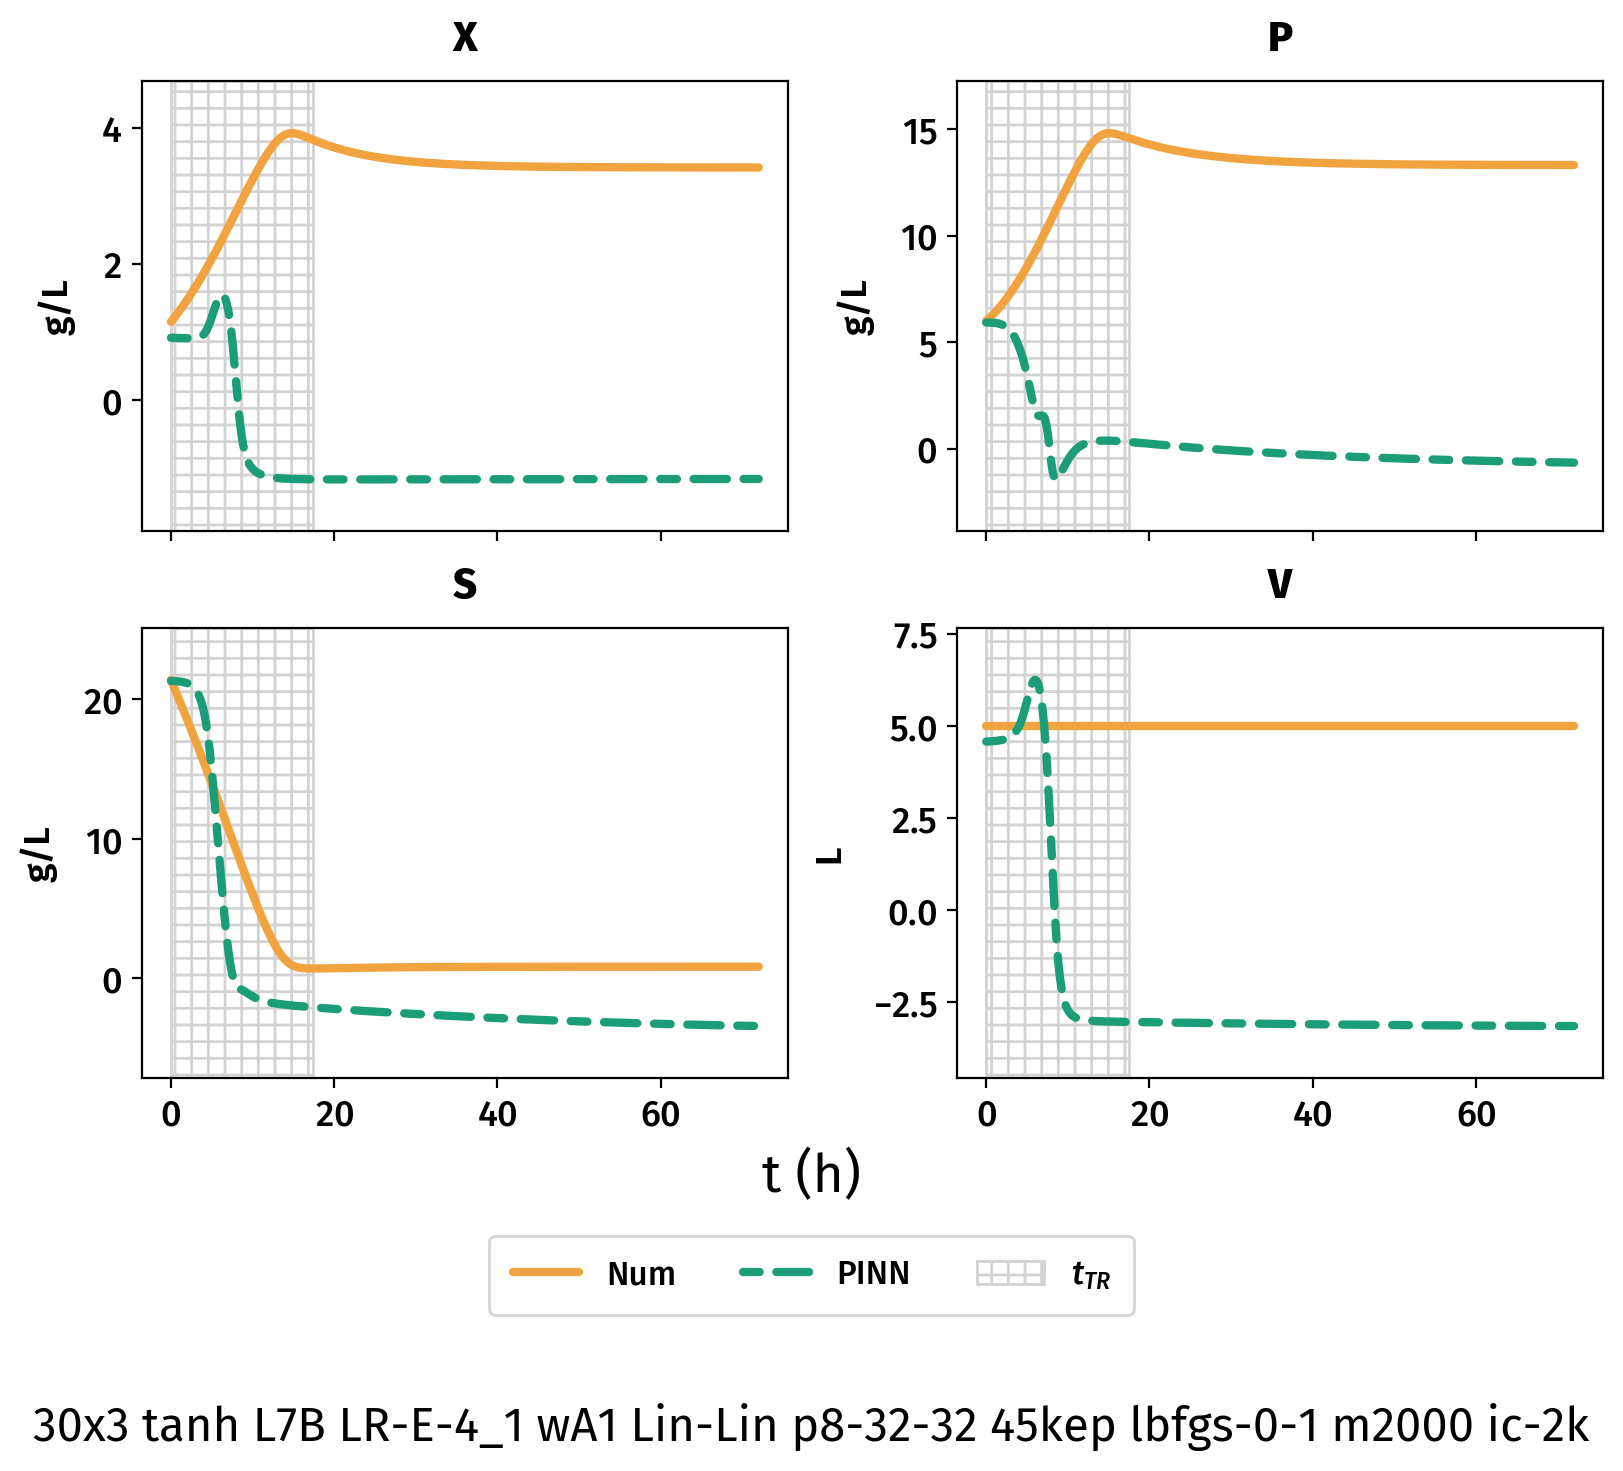 X
P
4
2
0
g/L
15
10
5
0
g/L
S
V
20
10
0
g/L
7.5
5.0
2.5
0.0
−2.5
L
0 20 40 60
0 20 40 60
t (h)
Num PINN t_TR
30x3 tanh L7B LR-E-4_1 wA1 Lin-Lin p8-32-32 45kep lbfgs-0-1 m2000 ic-2k